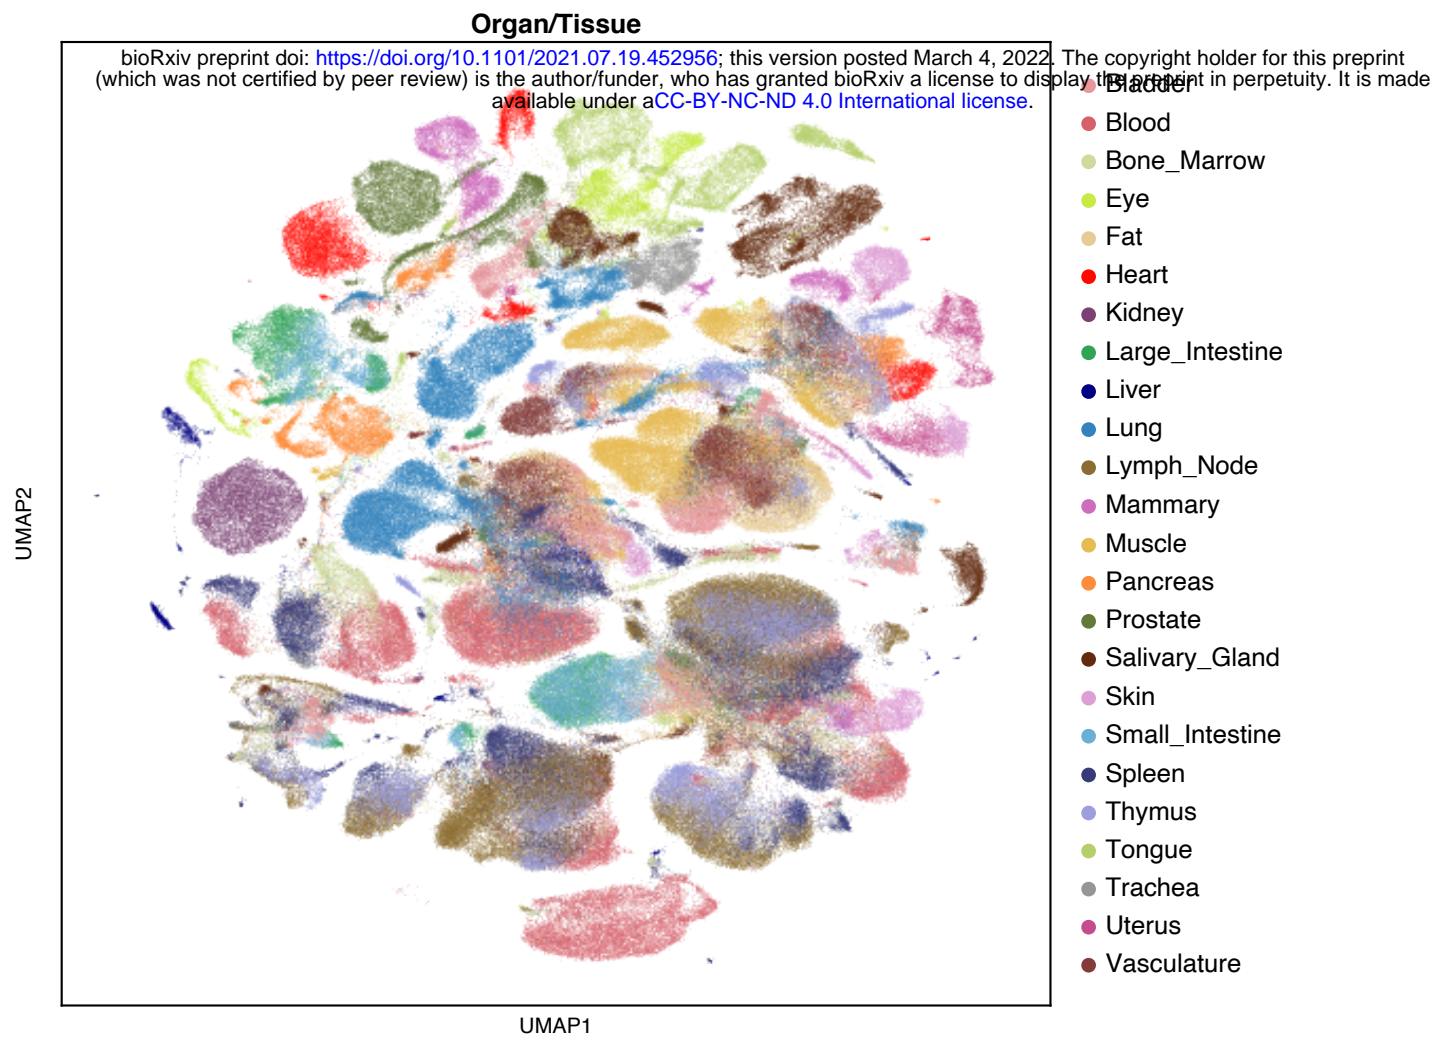 Organ/Tissue
bioRxiv preprint doi: https://doi.org/10.1101/2021.07.19.452956; this version posted March 4, 2022. The copyright holder for this preprint
(which was not certified by peer review) is the author/funder, who has granted bioRxiv a license to display the preprint in perpetuity. It is made
available under aCC-BY-NC-ND 4.0 International license.
Bladder
Blood
Bone_Marrow
Eye
Fat
Heart
Kidney
Large_Intestine
Liver
Lung
Lymph_Node
Mammary
Muscle
Pancreas
Prostate
Salivary_Gland
Skin
Small_Intestine
Spleen
Thymus
Tongue
Trachea
Uterus
Vasculature
UMAP2
UMAP1